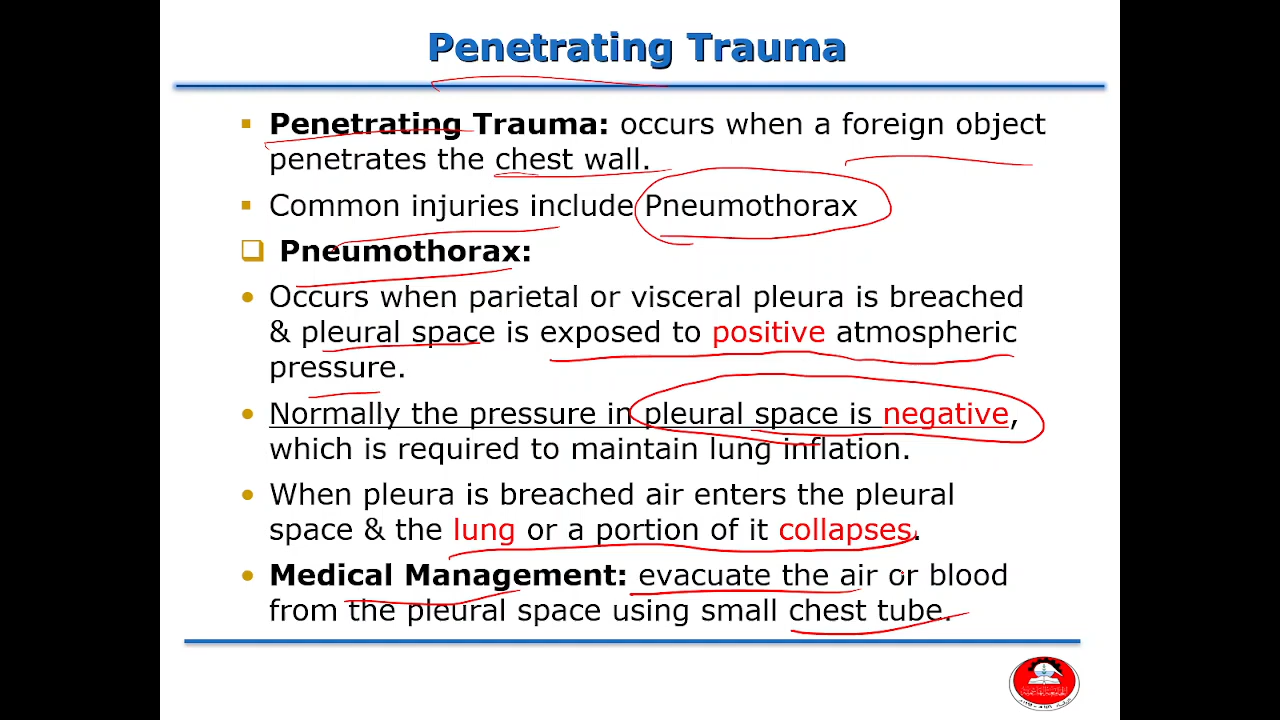 Penetrating Trauma
▪ Penetrating Trauma: occurs when a foreign object
penetrates the chest wall.
▪ Common injuries include Pneumothorax
❑ Pneumothorax:
• Occurs when parietal or visceral pleura is breached
& pleural space is exposed to positive atmospheric
pressure.
• Normally the pressure in pleural space is negative,
which is required to maintain lung inflation.
• When pleura is breached air enters the pleural
space & the lung or a portion of it collapses.
• Medical Management: evacuate the air or blood
from the pleural space using small chest tube.